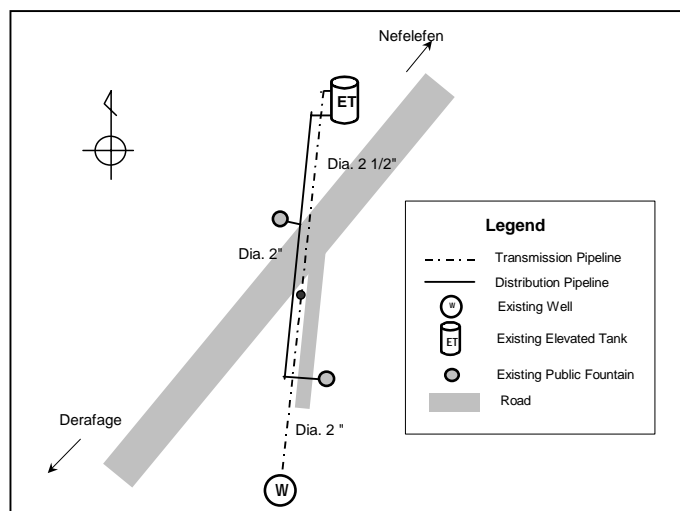 Nefelefen
ET
Dia. 2 1/2"
Dia. 2"
Derafage
Dia. 2 "
W
Legend
Transmission Pipeline
Distribution Pipeline
W
Existing Well
ET
Existing Elevated Tank
Existing Public Fountain
Road